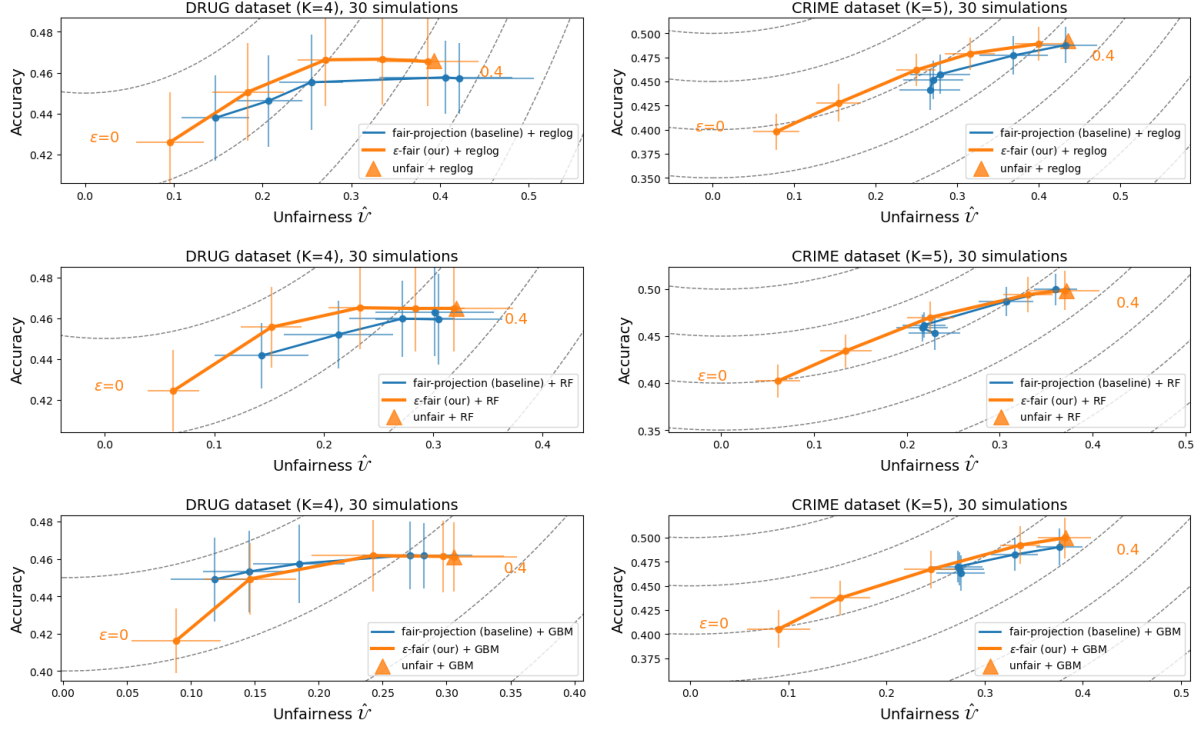 DRUG dataset (K=4), 30 simulations
0.48
0.46
0.44
0.42
Accuracy
ε=0
0.4
fair-projection (baseline) + reglog
ε-fair (our) + reglog
unfair + reglog
0.0 0.1 0.2 0.3 0.4 0.5
Unfairness 𝒰̂
CRIME dataset (K=5), 30 simulations
0.500
0.475
0.450
0.425
0.400
0.375
0.350
Accuracy
ε=0
0.4
fair-projection (baseline) + reglog
ε-fair (our) + reglog
unfair + reglog
0.0 0.1 0.2 0.3 0.4 0.5
Unfairness 𝒰̂
DRUG dataset (K=4), 30 simulations
0.48
0.46
0.44
0.42
Accuracy
ε=0
0.4
fair-projection (baseline) + RF
ε-fair (our) + RF
unfair + RF
0.0 0.1 0.2 0.3 0.4
Unfairness 𝒰̂
CRIME dataset (K=5), 30 simulations
0.50
0.45
0.40
0.35
Accuracy
ε=0
0.4
fair-projection (baseline) + RF
ε-fair (our) + RF
unfair + RF
0.0 0.1 0.2 0.3 0.4 0.5
Unfairness 𝒰̂
DRUG dataset (K=4), 30 simulations
0.48
0.46
0.44
0.42
0.40
Accuracy
ε=0
0.4
fair-projection (baseline) + GBM
ε-fair (our) + GBM
unfair + GBM
0.00 0.05 0.10 0.15 0.20 0.25 0.30 0.35 0.40
Unfairness 𝒰̂
CRIME dataset (K=5), 30 simulations
0.500
0.475
0.450
0.425
0.400
0.375
Accuracy
ε=0
0.4
fair-projection (baseline) + GBM
ε-fair (our) + GBM
unfair + GBM
0.0 0.1 0.2 0.3 0.4 0.5
Unfairness 𝒰̂